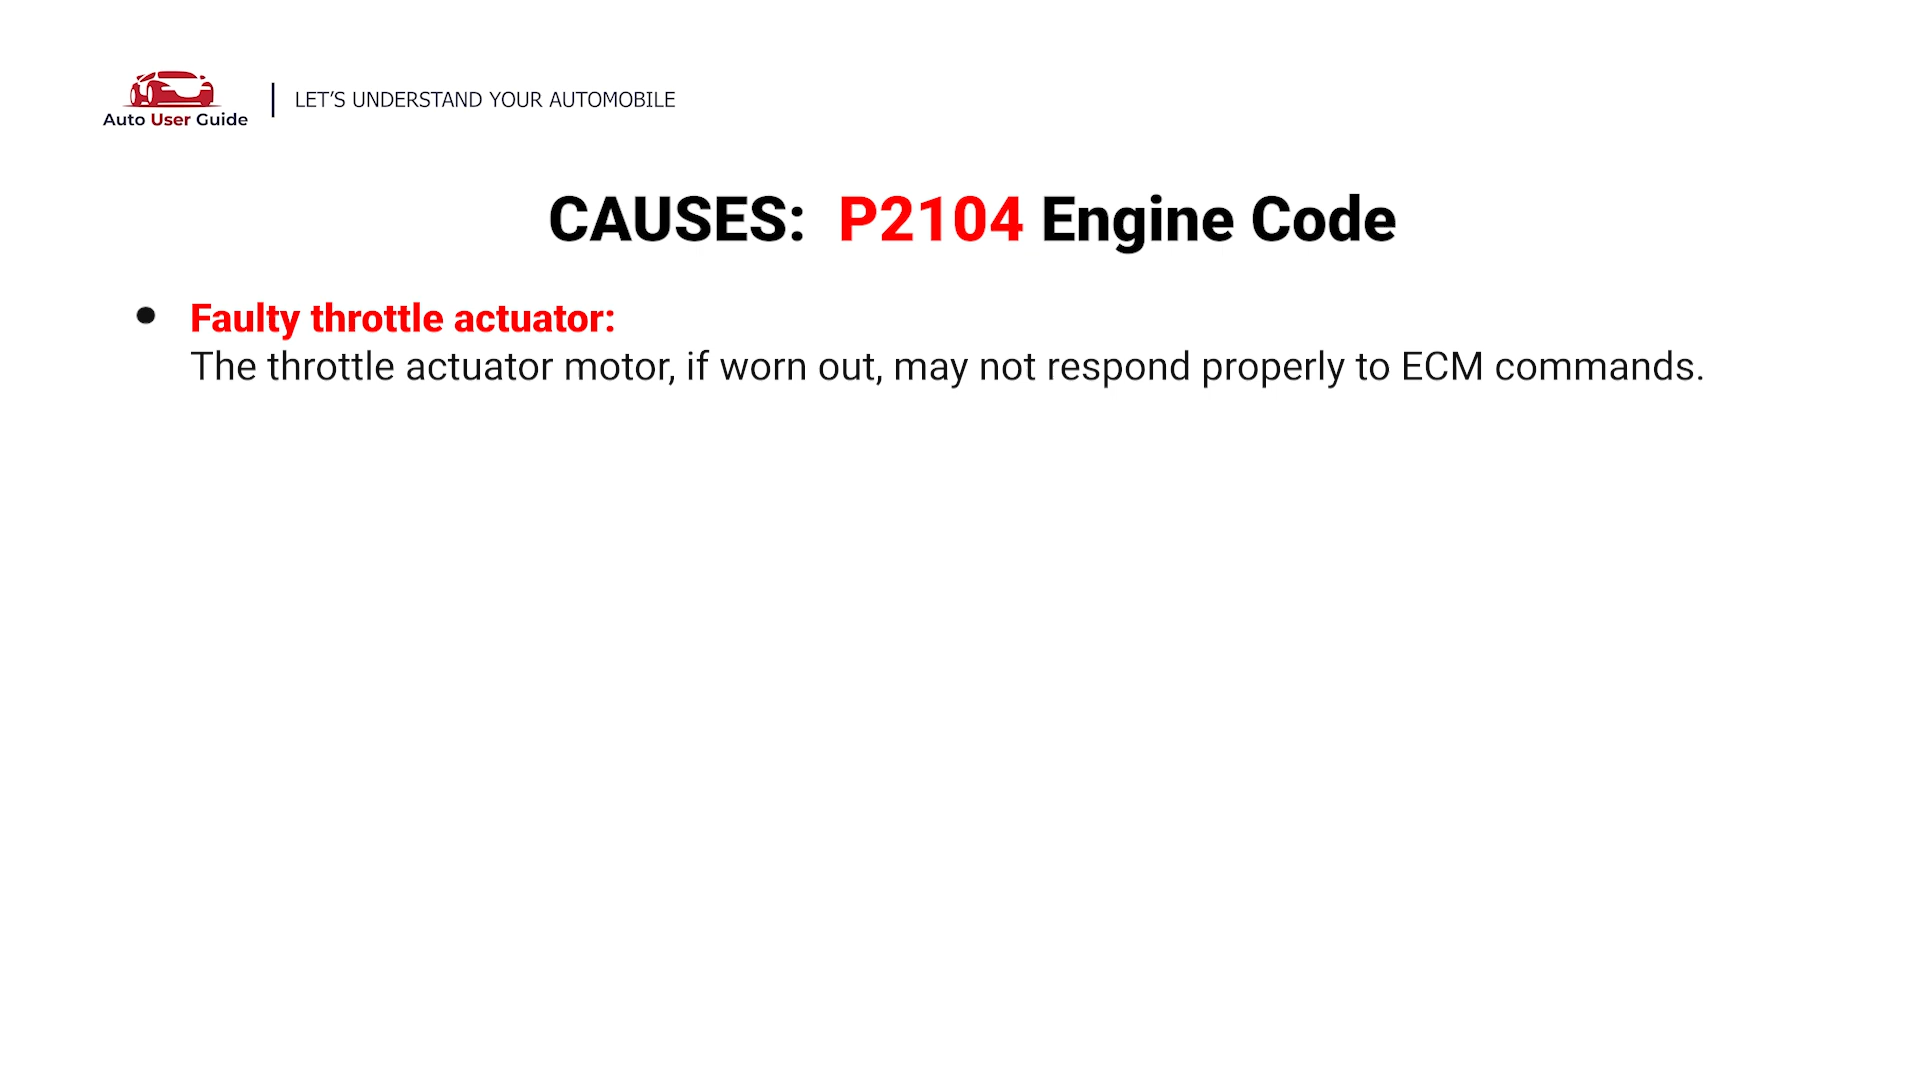 Auto User Guide
LET'S UNDERSTAND YOUR AUTOMOBILE
CAUSES: P2104 Engine Code
● Faulty throttle actuator:
The throttle actuator motor, if worn out, may not respond properly to ECM commands.